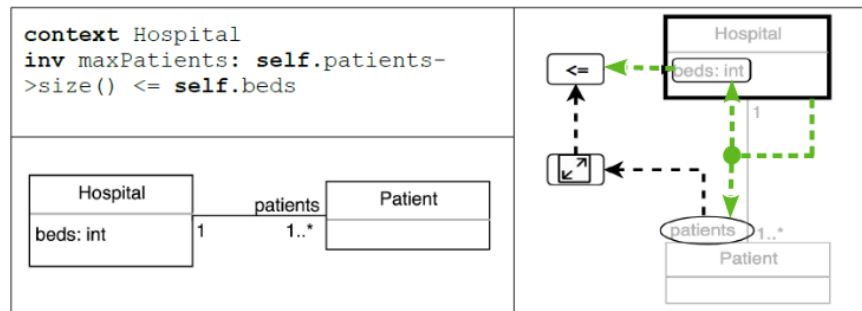 context Hospital
inv maxPatients: self.patients-
>size() <= self.beds
Hospital
beds: int
patients
1
1..*
Patient
Hospital
beds: int
<=
1
patients
1..*
Patient